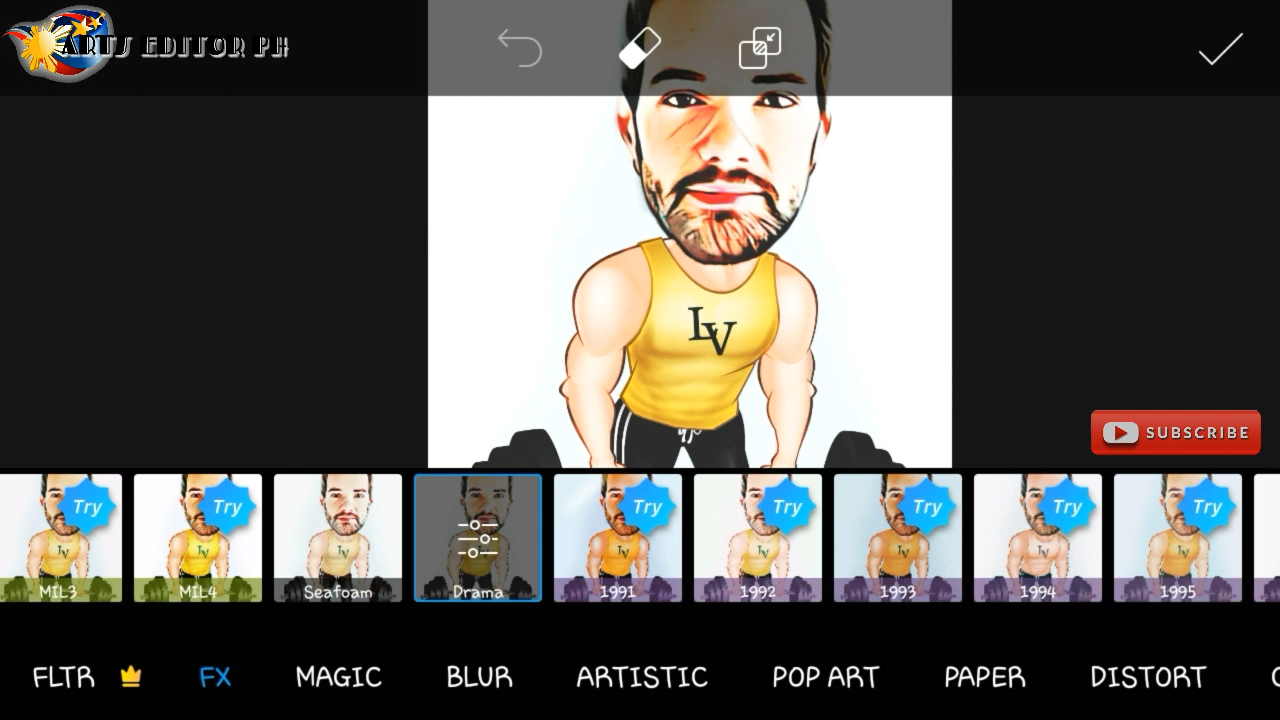 ARTS EDITOR PH
LV
SUBSCRIBE
Try Try Try Try Try Try Try
MIL3 MIL4 Seafoam Drama 1991 1992 1993 1994 1995
FLTR FX MAGIC BLUR ARTISTIC POP ART PAPER DISTORT